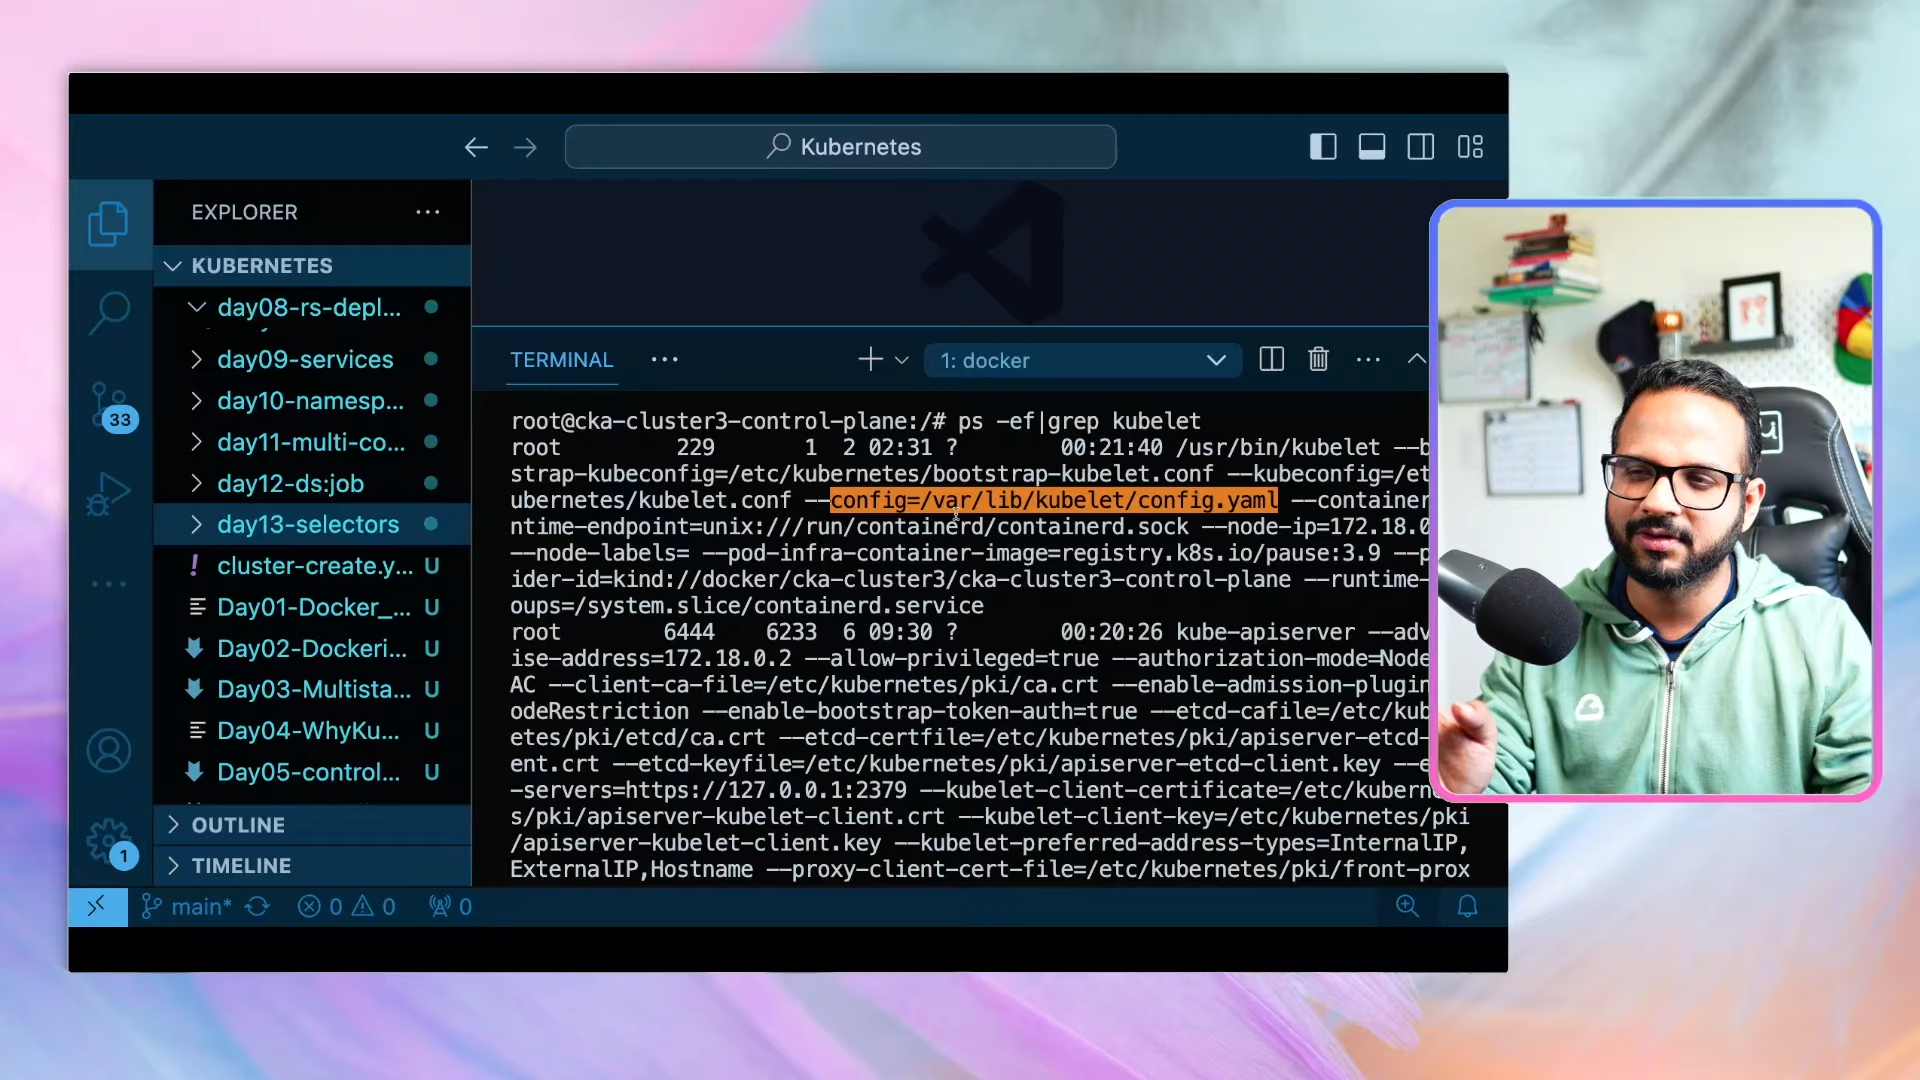 Kubernetes
EXPLORER
KUBERNETES
day08-rs-depl...
day09-services
day10-namesp...
day11-multi-co...
day12-ds:job
day13-selectors
! cluster-create.y... U
Day01-Docker_... U
Day02-Dockeri... U
Day03-Multista... U
Day04-WhyKu... U
Day05-control... U
OUTLINE
TIMELINE
33
1
main*
0
0
0
TERMINAL
1: docker
root@cka-cluster3-control-plane:/# ps -ef|grep kubelet
root 229 1 2 02:31 ? 00:21:40 /usr/bin/kubelet --b
strap-kubeconfig=/etc/kubernetes/bootstrap-kubelet.conf --kubeconfig=/et
ubernetes/kubelet.conf --config=/var/lib/kubelet/config.yaml --container
ntime-endpoint=unix:///run/containerd/containerd.sock --node-ip=172.18.0
--node-labels= --pod-infra-container-image=registry.k8s.io/pause:3.9 --p
ider-id=kind://docker/cka-cluster3/cka-cluster3-control-plane --runtime-
oups=/system.slice/containerd.service
root 6444 6233 6 09:30 ? 00:20:26 kube-apiserver --adv
ise-address=172.18.0.2 --allow-privileged=true --authorization-mode=Node
AC --client-ca-file=/etc/kubernetes/pki/ca.crt --enable-admission-plugin
odeRestriction --enable-bootstrap-token-auth=true --etcd-cafile=/etc/kub
etes/pki/etcd/ca.crt --etcd-certfile=/etc/kubernetes/pki/apiserver-etcd-
ent.crt --etcd-keyfile=/etc/kubernetes/pki/apiserver-etcd-client.key --e
-servers=https://127.0.0.1:2379 --kubelet-client-certificate=/etc/kubern
s/pki/apiserver-kubelet-client.crt --kubelet-client-key=/etc/kubernetes/pki
/apiserver-kubelet-client.key --kubelet-preferred-address-types=InternalIP,
ExternalIP,Hostname --proxy-client-cert-file=/etc/kubernetes/pki/front-prox